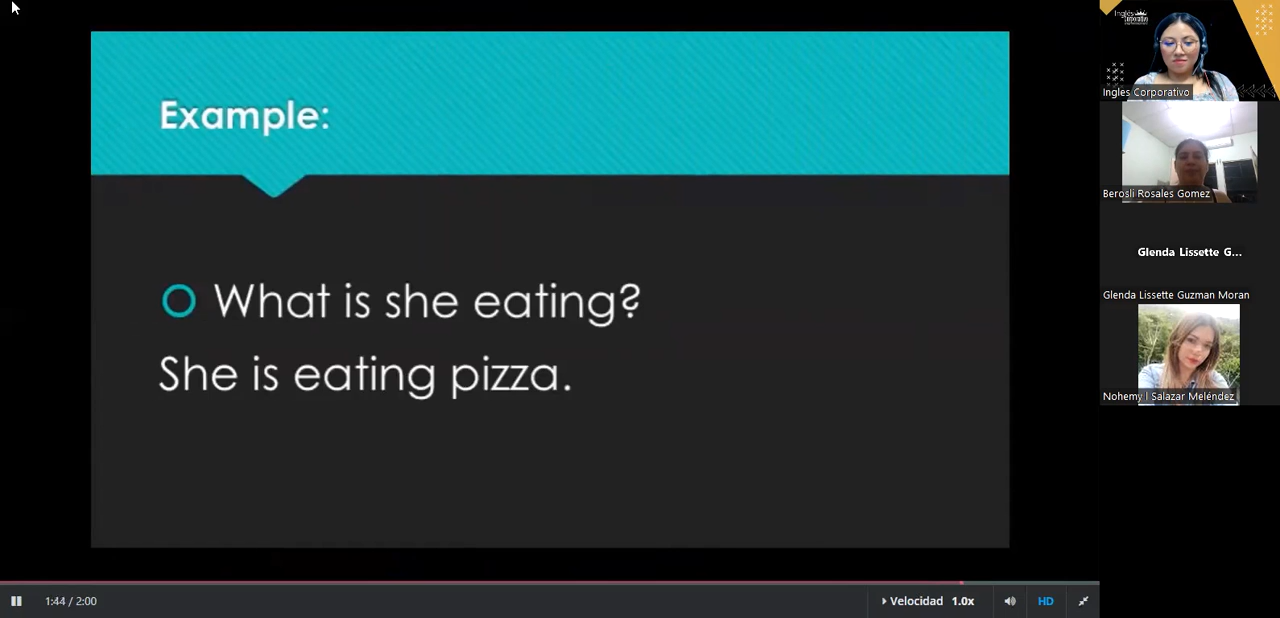 Example:
What is she eating?
She is eating pizza.
1:44 / 2:00
Velocidad 1.0x
HD
Inglés
Ingles Corporativo
Berosli Rosales Gomez
Glenda Lissette G...
Glenda Lissette Guzman Moran
Nohemy I Salazar Meléndez